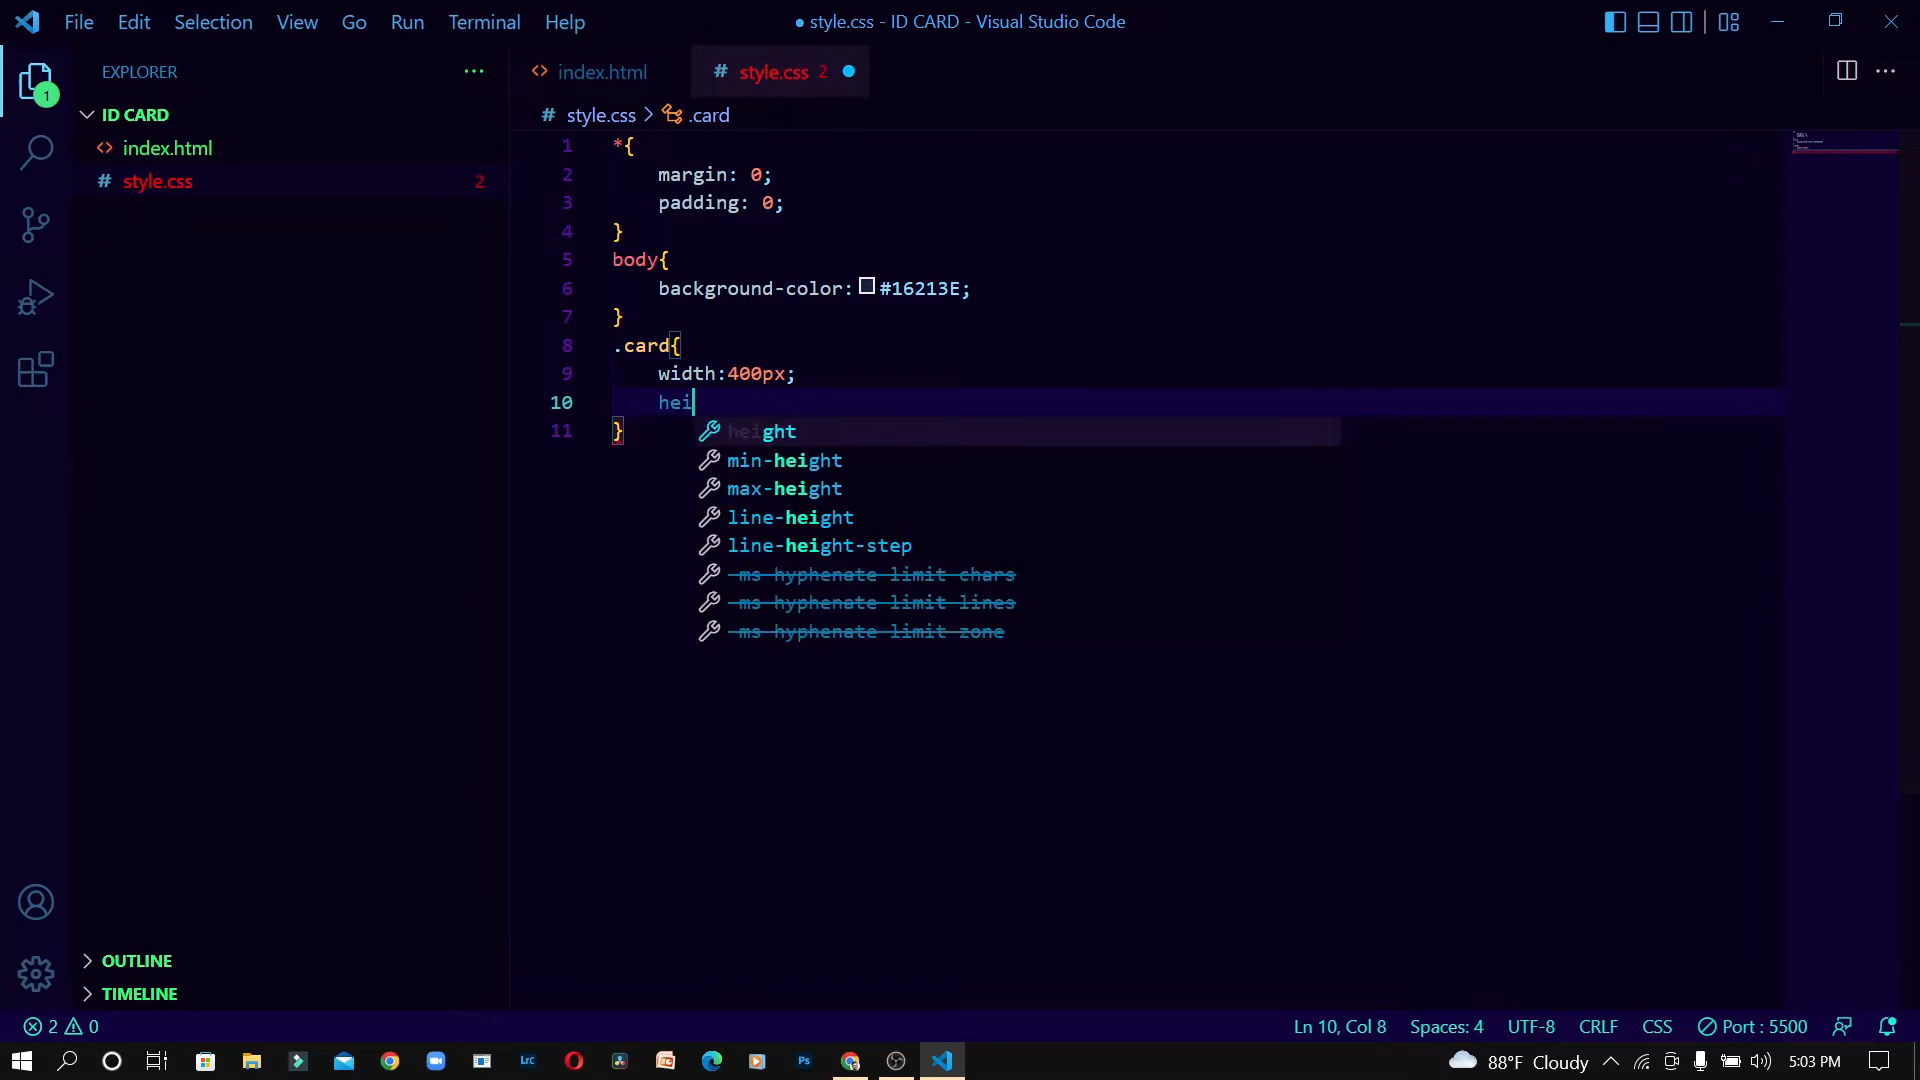 File Edit Selection View Go Run Terminal Help
● style.css - ID CARD - Visual Studio Code
EXPLORER
1
ID CARD
index.html
# style.css 2
index.html
# style.css 2
# style.css > .card
1 *{
2 margin: 0;
3 padding: 0;
4 }
5 body{
6 background-color: #16213E;
7 }
8 .card{
9 width:400px;
10 hei
11 }
height
min-height
max-height
line-height
line-height-step
-ms-hyphenate-limit-chars
-ms-hyphenate-limit-lines
-ms-hyphenate-limit-zone
OUTLINE
TIMELINE
2 0
Ln 10, Col 8 Spaces: 4 UTF-8 CRLF CSS Port : 5500
Lrc
Ps
88°F Cloudy
5:03 PM